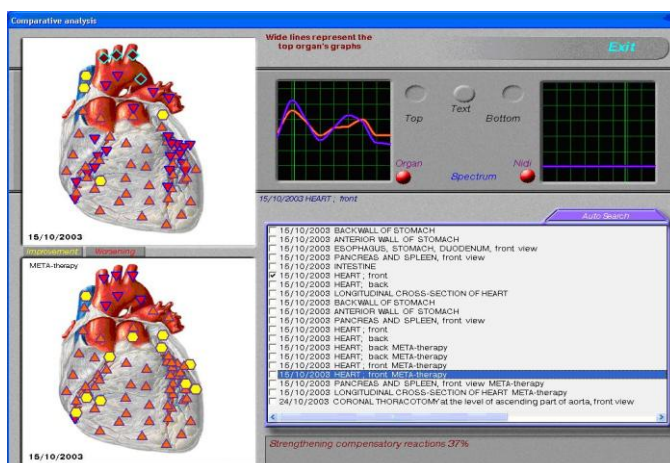 Comparative analysis
Wide lines represent the
top organ's graphs
Exit
Top
Text
Bottom
Organ
Spectrum
Nidi
15/10/2003 HEART ; front
Auto Search
15/10/2003
Improvement
Worsening
META-therapy
15/10/2003
15/10/2003 BACK WALL OF STOMACH
15/10/2003 ANTERIOR WALL OF STOMACH
15/10/2003 ESOPHAGUS, STOMACH, DUODENUM, front view
15/10/2003 PANCREAS AND SPLEEN, front view
15/10/2003 INTESTINE
15/10/2003 HEART ; front
15/10/2003 HEART; back
15/10/2003 LONGITUDINAL CROSS-SECTION OF HEART
15/10/2003 BACK WALL OF STOMACH
15/10/2003 ANTERIOR WALL OF STOMACH
15/10/2003 PANCREAS AND SPLEEN, front view
15/10/2003 HEART ; front
15/10/2003 HEART; back
15/10/2003 HEART; back META-therapy
15/10/2003 HEART ; front META-therapy
15/10/2003 HEART ; front META-therapy
15/10/2003 PANCREAS AND SPLEEN, front view META-therapy
15/10/2003 LONGITUDINAL CROSS-SECTION OF HEART META-therapy
24/10/2003 CORONAL THORACOTOMY at the level of ascending part of aorta, front view
Strengthening compensatory reactions 37%